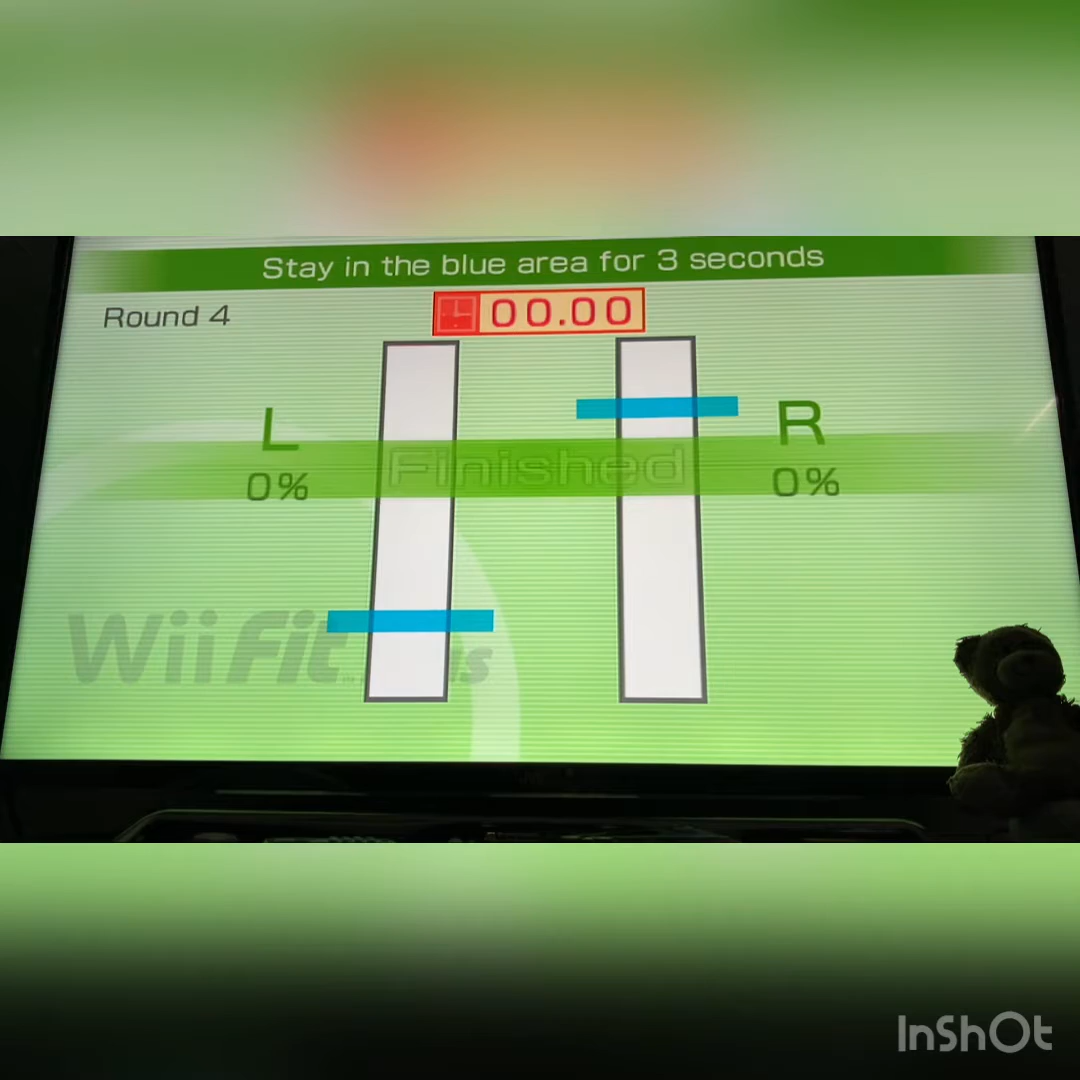 Stay in the blue area for 3 seconds
Round 4
00.00
L
R
Finished
0%
0%
Wii Fit
InShOt